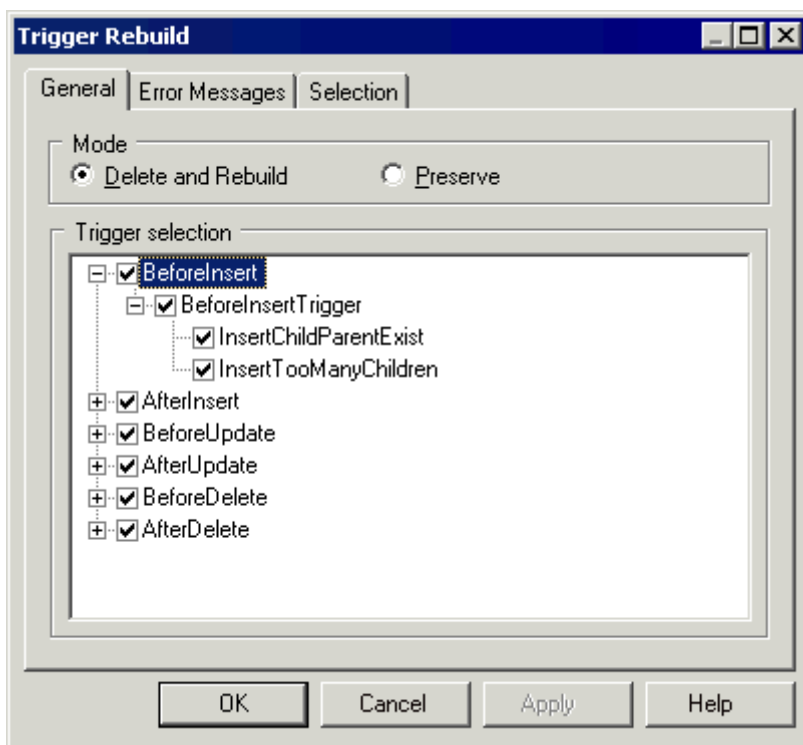 Trigger Rebuild
General Error Messages Selection
Mode
Delete and Rebuild Preserve
Trigger selection
BeforeInsert
BeforeInsertTrigger
InsertChildParentExist
InsertTooManyChildren
AfterInsert
BeforeUpdate
AfterUpdate
BeforeDelete
AfterDelete
OK Cancel Apply Help